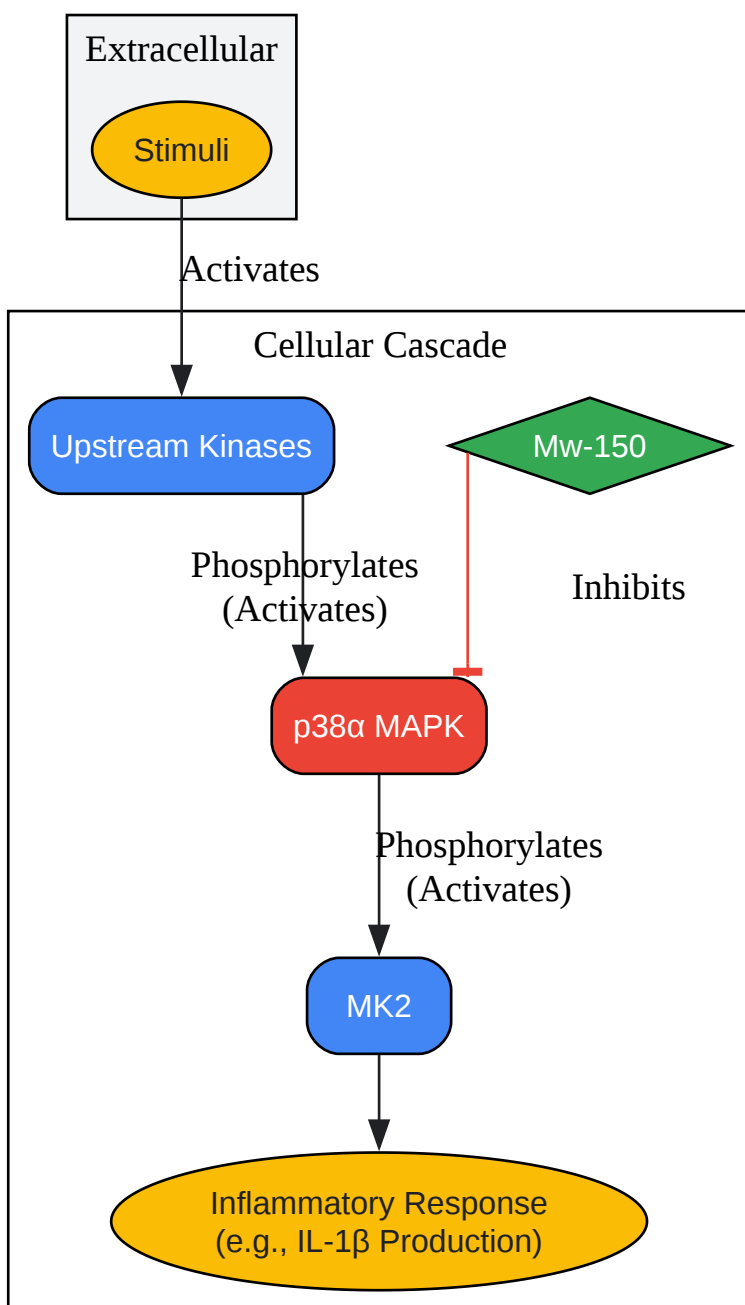 Extracellular
Stimuli
Activates
Cellular Cascade
Upstream Kinases
Mw-150
Phosphorylates
(Activates)
Inhibits
p38α MAPK
Phosphorylates
(Activates)
MK2
Inflammatory Response
(e.g., IL-1β Production)